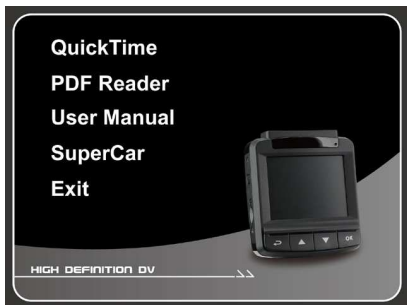 QuickTime
PDF Reader
User Manual
SuperCar
Exit
OK
HIGH DEFINITION DV